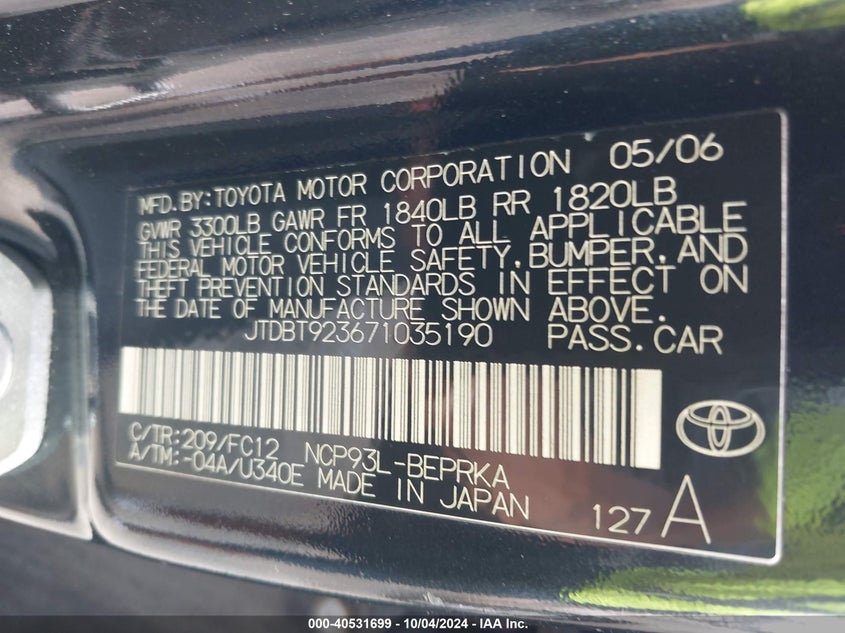 MFD.BY:TOYOTA MOTOR CORPORATION 05/06
GVWR 3300LB GAWR FR 1840LB RR 1820LB
THIS VEHICLE CONFORMS TO ALL APPLICABLE
FEDERAL MOTOR VEHICLE SAFETY,BUMPER,AND
THEFT PREVENTION STANDARDS IN EFFECT ON
THE DATE OF MANUFACTURE SHOWN ABOVE.
JTDBT923671035190 PASS.CAR
C/TR:209/FC12 NCP93L-BEPRKA
A/TM:-04A/U340E MADE IN JAPAN
127 A
000-40531699 - 10/04/2024 - IAA Inc.